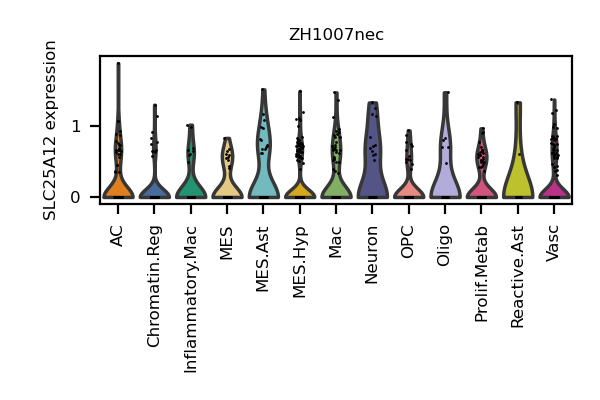 ZH1007nec
SLC25A12 expression
1
0
AC
Chromatin.Reg
Inflammatory.Mac
MES
MES.Ast
MES.Hyp
Mac
Neuron
OPC
Oligo
Prolif.Metab
Reactive.Ast
Vasc